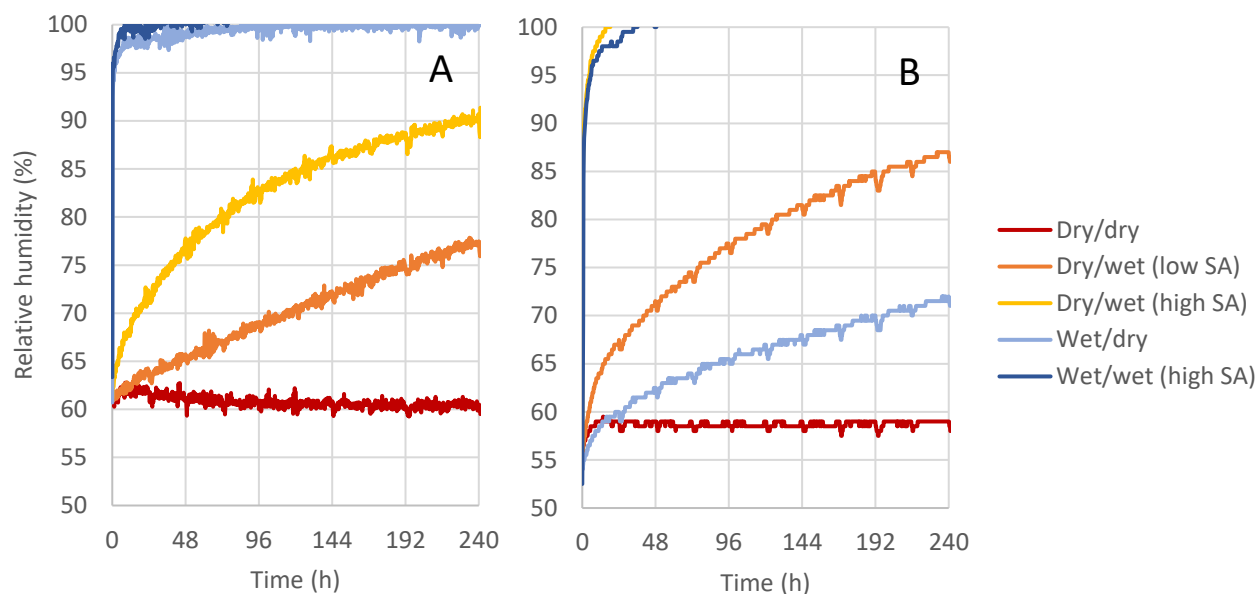 A
B
Relative humidity (%)
100
95
90
85
80
75
70
65
60
55
50
0 48 96 144 192 240
Time (h)
100
95
90
85
80
75
70
65
60
55
50
0 48 96 144 192 240
Time (h)
Dry/dry
Dry/wet (low SA)
Dry/wet (high SA)
Wet/dry
Wet/wet (high SA)